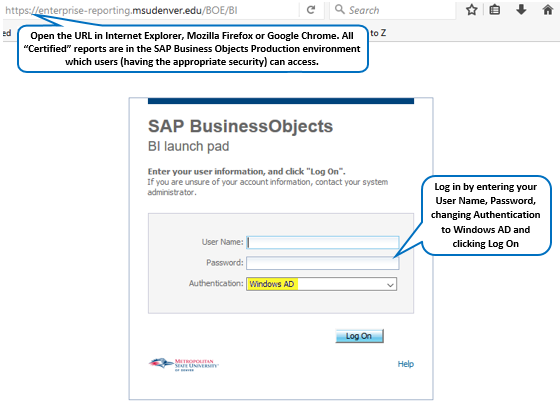 https://enterprise-reporting.msudenver.edu/BOE/BI
Search
ed
to Z
Open the URL in Internet Explorer, Mozilla Firefox or Google Chrome. All
“Certified” reports are in the SAP Business Objects Production environment
which users (having the appropriate security) can access.
SAP BusinessObjects
BI launch pad
Enter your user information, and click "Log On".
If you are unsure of your account information, contact your system
administrator.
Log in by entering your
User Name, Password,
changing Authentication
to Windows AD and
clicking Log On
User Name:
Password:
Authentication: Windows AD
Log On
METROPOLITAN
STATE UNIVERSITY
OF DENVER
Help